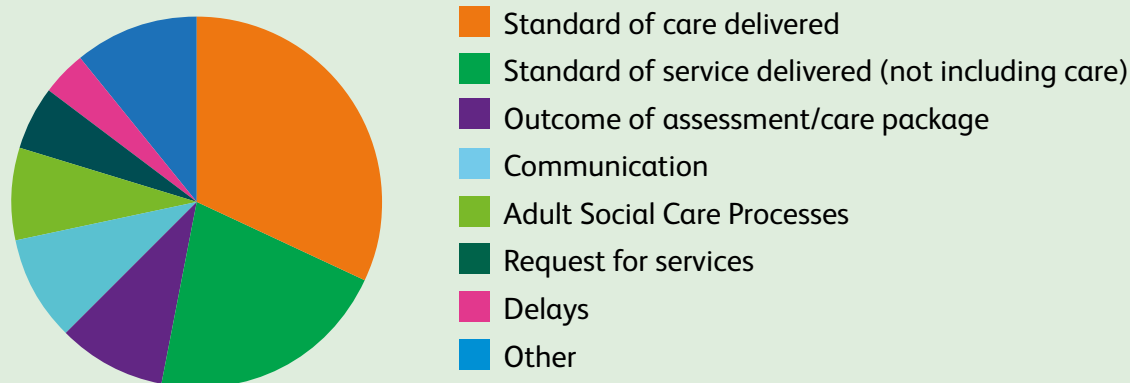 Standard of care delivered
Standard of service delivered (not including care)
Outcome of assessment/care package
Communication
Adult Social Care Processes
Request for services
Delays
Other